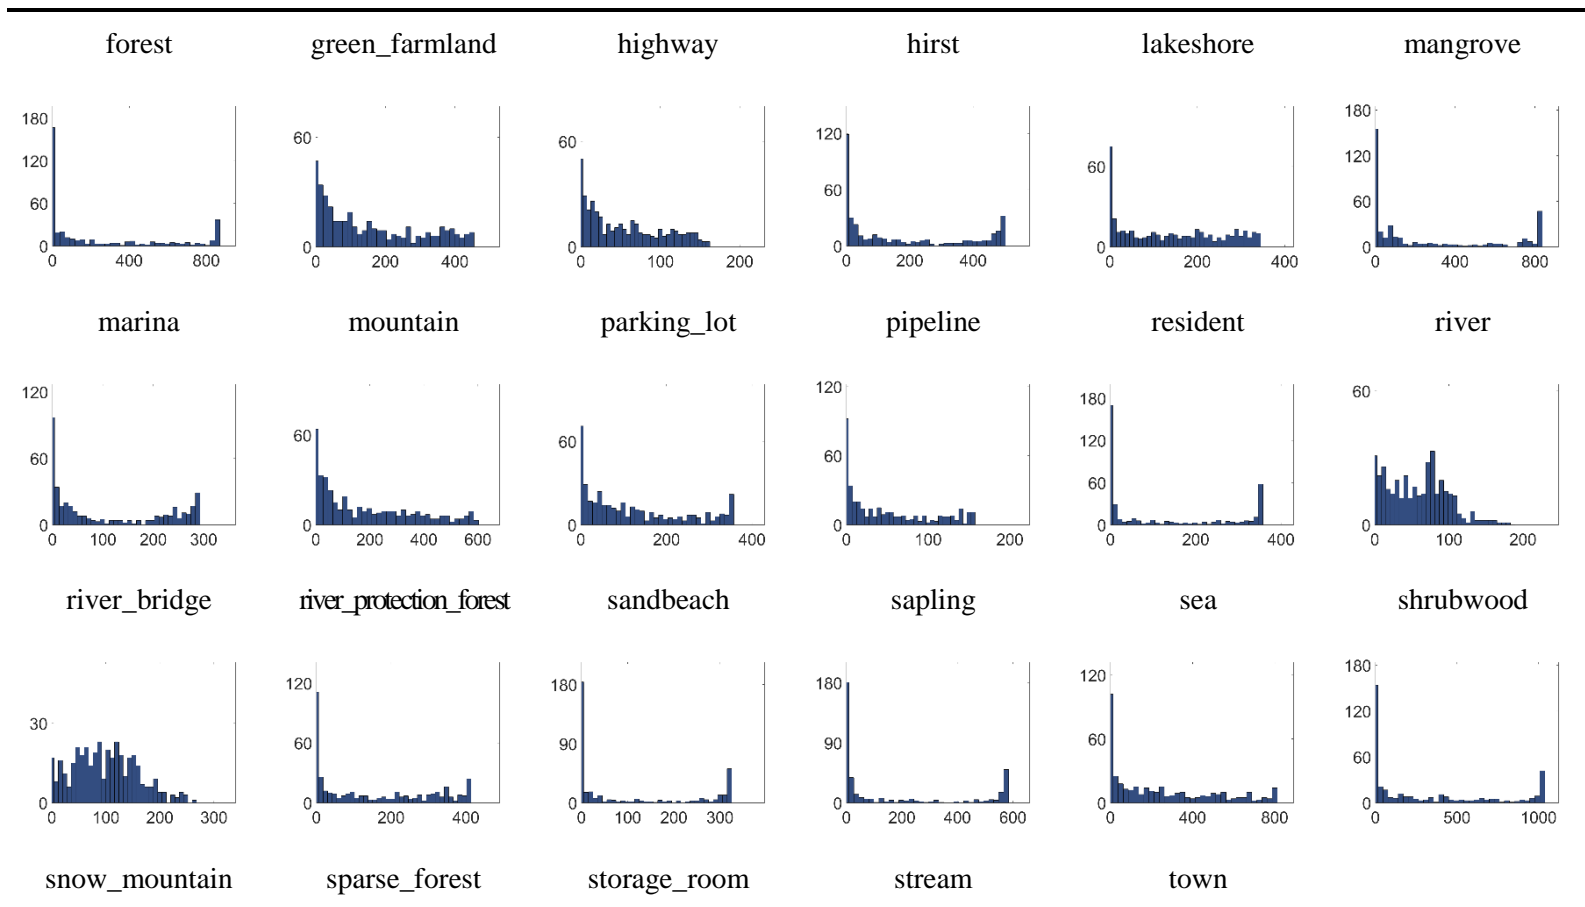 forest green_farmland highway hirst lakeshore mangrove
180 120 60 0 0 400 800
60 0 0 200 400
60 0 0 100 200
120 60 0 0 200 400
60 0 0 200 400
180 120 60 0 0 400 800
marina mountain parking_lot pipeline resident river
120 60 0 0 100 200 300
60 0 0 200 400 600
60 0 0 100 200 300 400
120 60 0 0 100 200
180 120 60 0 0 200 400
60 0 0 100 200
river_bridge river_protection_forest sandbeach sapling sea shrubwood
30 0 0 100 200 300
120 60 0 0 200 400
180 90 0 0 100 200 300
180 90 0 0 200 400 600
120 60 0 0 400 800
180 120 60 0 0 500 1000
snow_mountain sparse_forest storage_room stream town